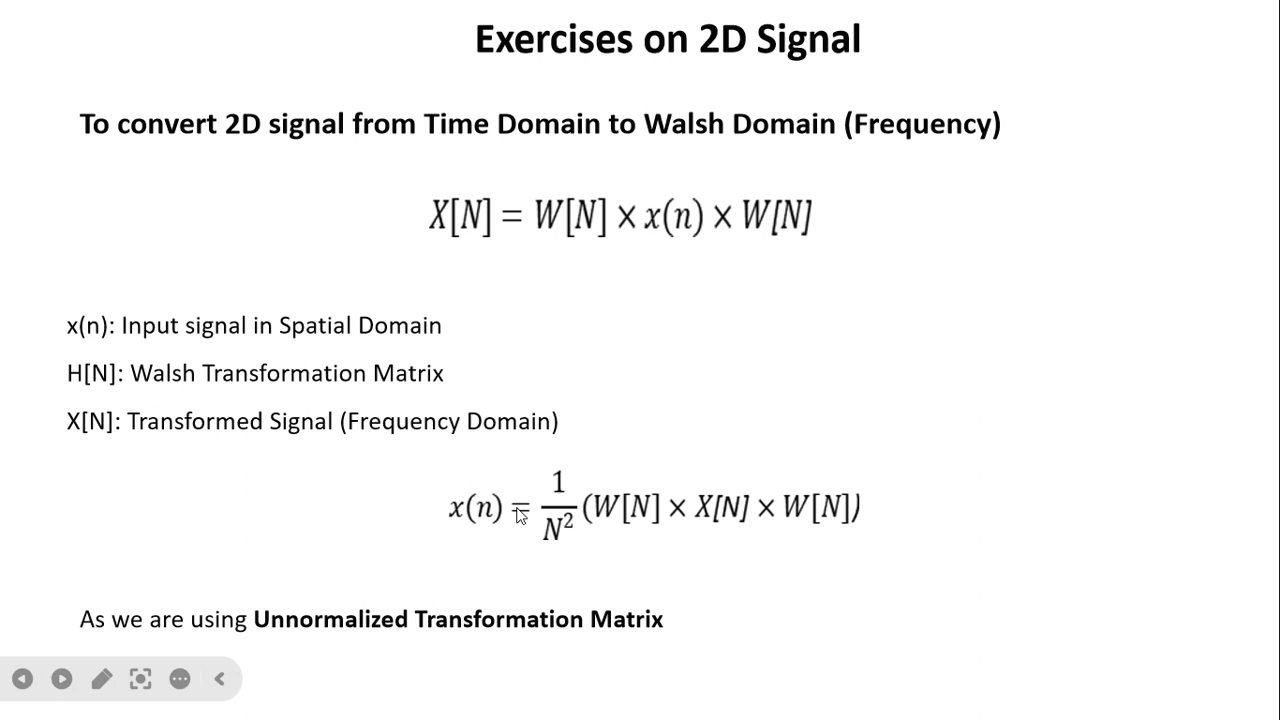 Exercises on 2D Signal
To convert 2D signal from Time Domain to Walsh Domain (Frequency)
X[N] = W[N] × x(n) × W[N]
x(n): Input signal in Spatial Domain
H[N]: Walsh Transformation Matrix
X[N]: Transformed Signal (Frequency Domain)
x(n) = 1/N² (W[N] × X[N] × W[N])
As we are using Unnormalized Transformation Matrix